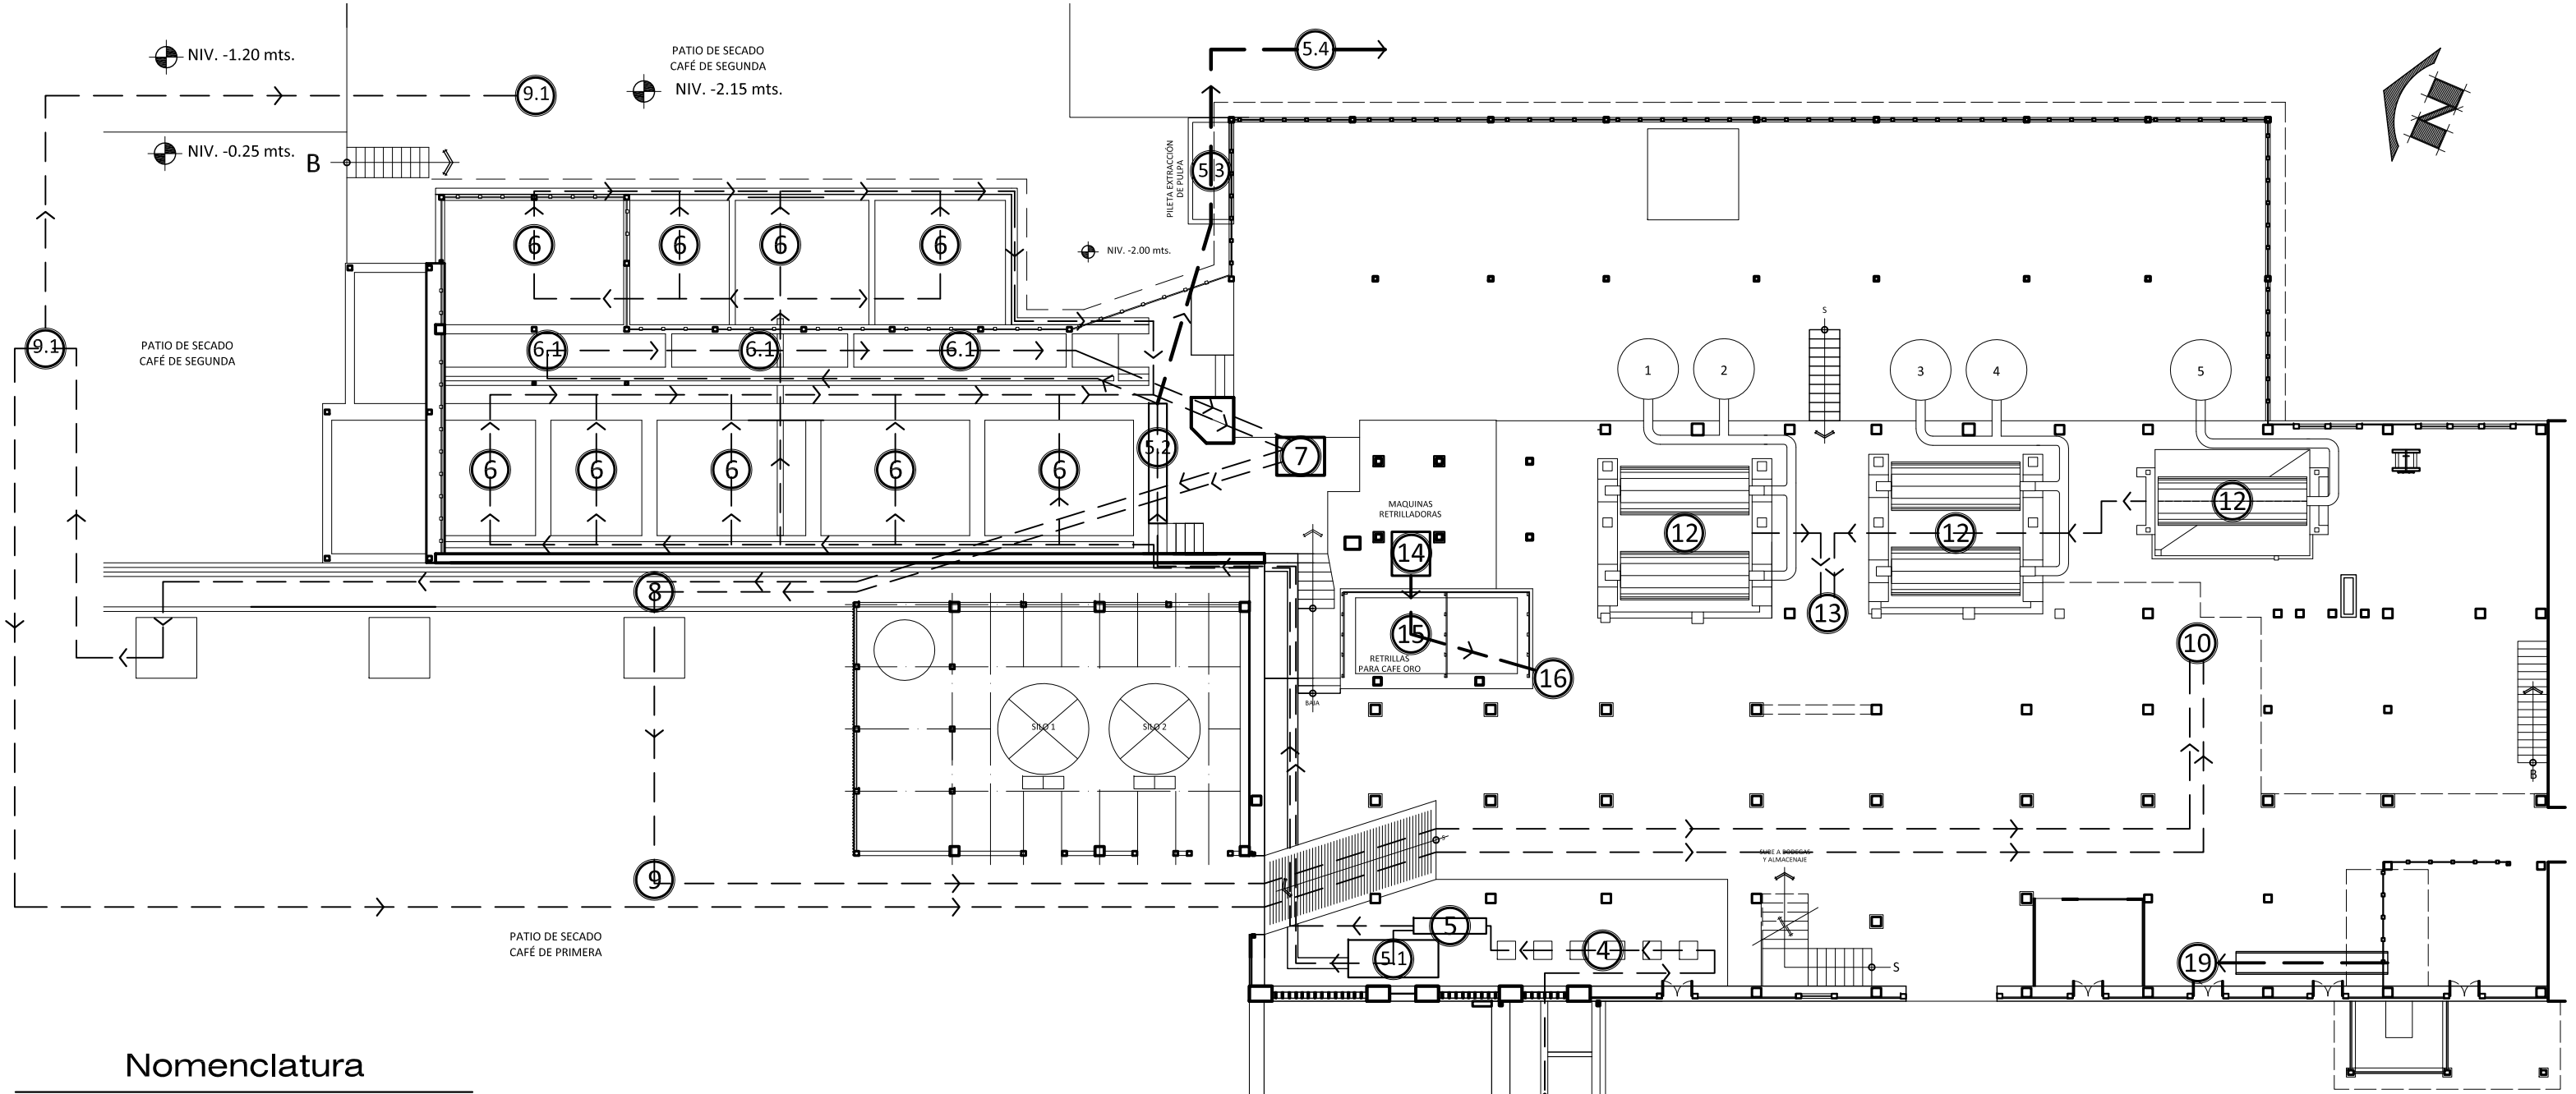 5.4
NIV. -1.20 mts.
PATIO DE SECADO
CAFÉ DE SEGUNDA
NIV. -2.15 mts.
9.1
N
NIV. -0.25 mts.
B
PILETA EXTRACCIÓN
DE PULPA
5.3
6
6
6
6
NIV. -2.00 mts.
S
9.1
PATIO DE SECADO
CAFÉ DE SEGUNDA
6.1
6.1
6.1
1
2
3
4
5
5.2
7
6
6
6
6
6
MAQUINAS
RETRILLADORAS
14
12
12
12
8
13
15
RETRILLAS
PARA CAFE ORO
16
10
BAJA
SILO 1
SILO 2
B
S
SUBE A BODEGAS
Y ALMACENAJE
9
5
4
5.1
S
19
PATIO DE SECADO
CAFÉ DE PRIMERA
Nomenclatura